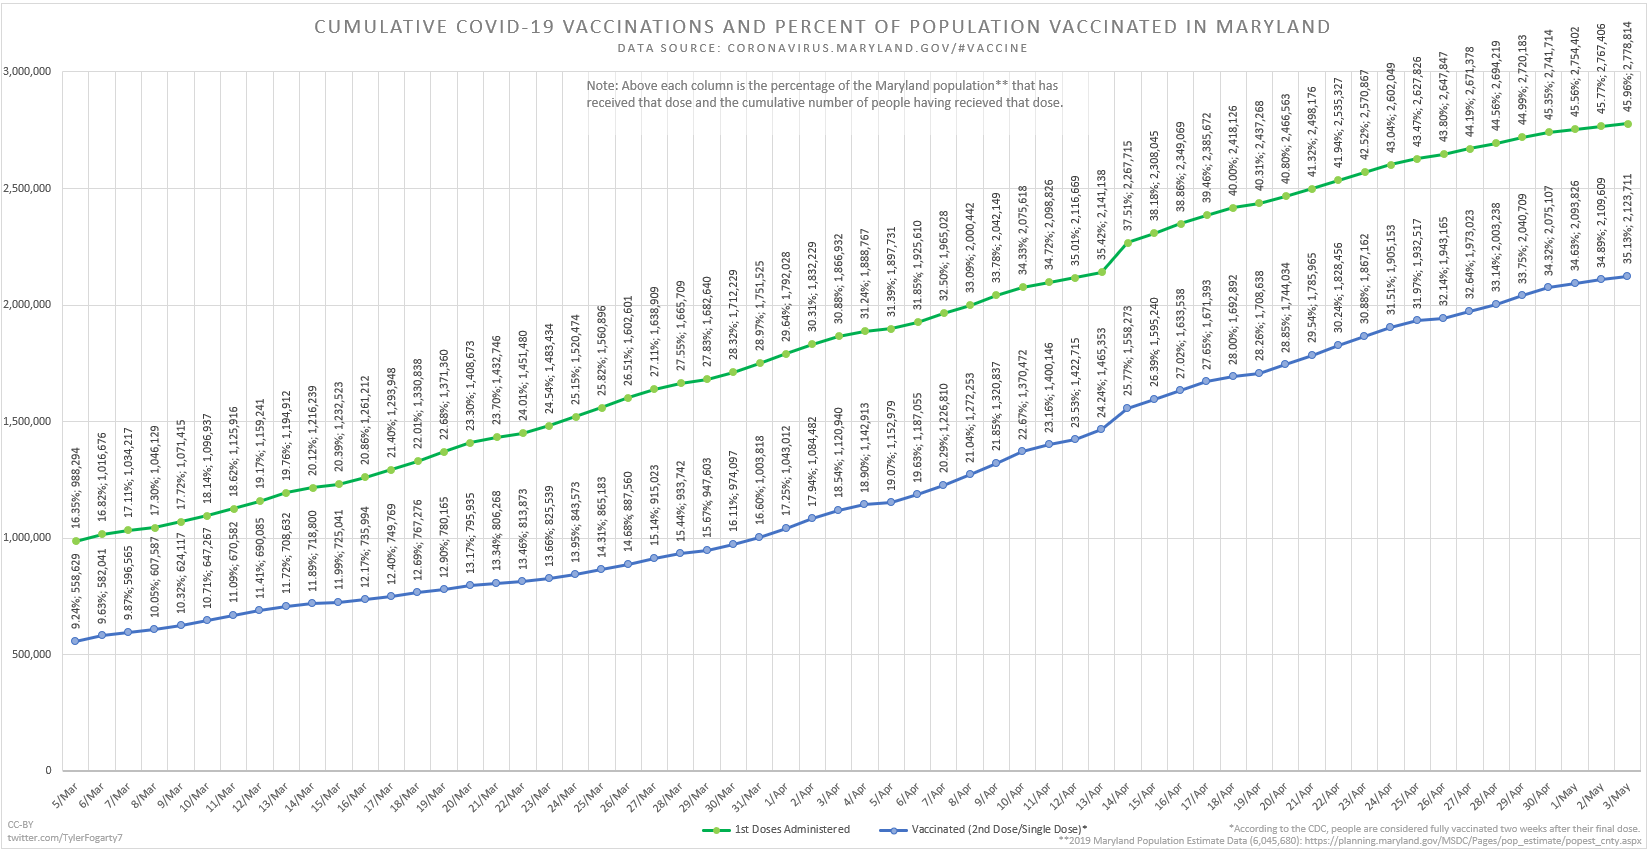 CUMULATIVE COVID-19 VACCINATIONS AND PERCENT OF POPULATION VACCINATED IN MARYLAND
DATA SOURCE: CORONAVIRUS.MARYLAND.GOV/#VACCINE
Note: Above each column is the percentage of the Maryland population** that has
received that dose and the cumulative number of people having recieved that dose.
3,000,000
2,500,000
2,000,000
1,500,000
1,000,000
500,000
0
16.35%; 988,294
16.82%; 1,016,676
17.11%; 1,034,217
17.30%; 1,046,129
17.72%; 1,071,415
18.14%; 1,096,937
18.62%; 1,125,916
19.17%; 1,159,241
19.76%; 1,194,912
20.12%; 1,216,239
20.39%; 1,232,523
20.86%; 1,261,212
21.40%; 1,293,948
22.01%; 1,330,838
22.68%; 1,371,360
23.30%; 1,408,673
23.70%; 1,432,746
24.01%; 1,451,480
24.54%; 1,483,434
25.15%; 1,520,474
25.82%; 1,560,896
26.51%; 1,602,601
27.11%; 1,638,909
27.55%; 1,665,709
27.83%; 1,682,640
28.32%; 1,712,229
28.97%; 1,751,525
29.64%; 1,792,028
30.31%; 1,832,229
30.88%; 1,866,932
31.24%; 1,888,767
31.39%; 1,897,731
31.85%; 1,925,610
32.50%; 1,965,028
33.09%; 2,000,442
33.78%; 2,042,149
34.33% 2,075,618
34.72%; 2,098,826
35.01%; 2,116,669
35.42%; 2,141,138
37.51%; 2,267,715
38.18%; 2,308,045
38.86%; 2,349,069
39.46%; 2,385,672
40.00%; 2,418,126
40.31%; 2,437,268
40.80%; 2,466,563
41.32%; 2,498,176
41.94%; 2,535,327
42.52%; 2,570,867
43.04%; 2,602,049
43.47%; 2,627,826
43.80%; 2,647,847
44.19%; 2,671,378
44.56%; 2,694,219
44.99%; 2,720,183
45.35%; 2,741,714
45.56%; 2,754,402
45.77%; 2,767,406
45.96%; 2,778,814
9.24%; 558,629
9.63%; 582,041
9.87%; 596,565
10.05%; 607,587
10.32%; 624,117
10.71%; 647,267
11.09%; 670,582
11.41%; 690,085
11.72%; 708,632
11.89%; 718,800
11.99%; 725,041
12.17%; 735,994
12.40%; 749,769
12.69%; 767,276
12.90%; 780,165
13.17%; 795,935
13.34%; 806,268
13.46%; 813,873
13.66%; 825,539
13.95%; 843,573
14.31%; 865,183
14.68% 887,560
15.14%; 915,023
15.44%; 933,742
15.67%; 947,603
16.11%; 974,097
16.60%; 1,003,818
17.25%; 1,043,012
17.94%; 1,084,482
18.54%; 1,120,940
18.90%; 1,142,913
19.07%; 1,152,979
19.63%; 1,187,055
20.29%; 1,226,810
21.04%; 1,272,253
21.85% 1,320,837
22.67%; 1,370,472
23.16%; 1,400,146
23.53%; 1,422,715
24.24%; 1,465,353
25.77%; 1,558,273
26.39% 1,595,240
27.02%; 1,633,538
27.65%; 1,671,393
28.00%; 1,692,892
28.26%; 1,708,638
28.85%; 1,744,034
29.54%; 1,785,965
30.24%; 1,828,456
30.88%; 1,867,162
31.51%; 1,905,153
31.97%; 1,932,517
32.14%; 1,943,165
32.64%; 1,973,023
33.14%; 2,003,238
33.75%; 2,040,709
34.32%; 2,075,107
34.63%; 2,093,826
34.89%; 2,109,609
35.13%; 2,123,711
5/Mar
6/Mar
7/Mar
8/Mar
9/Mar
10/Mar
11/Mar
12/Mar
13/Mar
14/Mar
15/Mar
16/Mar
17/Mar
18/Mar
19/Mar
20/Mar
21/Mar
22/Mar
23/Mar
24/Mar
25/Mar
26/Mar
27/Mar
28/Mar
29/Mar
30/Mar
31/Mar
1/Apr
2/Apr
3/Apr
4/Apr
5/Apr
6/Apr
7/Apr
8/Apr
9/Apr
10/Apr
11/Apr
12/Apr
13/Apr
14/Apr
15/Apr
16/Apr
17/Apr
18/Apr
19/Apr
20/Apr
21/Apr
22/Apr
23/Apr
24/Apr
25/Apr
26/Apr
27/Apr
28/Apr
29/Apr
30/Apr
1/May
2/May
3/May
1st Doses Administered
Vaccinated (2nd Dose/Single Dose)*
CC-BY
twitter.com/TylerFogarty7
*According to the CDC, people are considered fully vaccinated two weeks after their final dose.
**2019 Maryland Population Estimate Data (6,045,680): https://planning.maryland.gov/MSDC/Pages/pop_estimate/popest_cnty.aspx